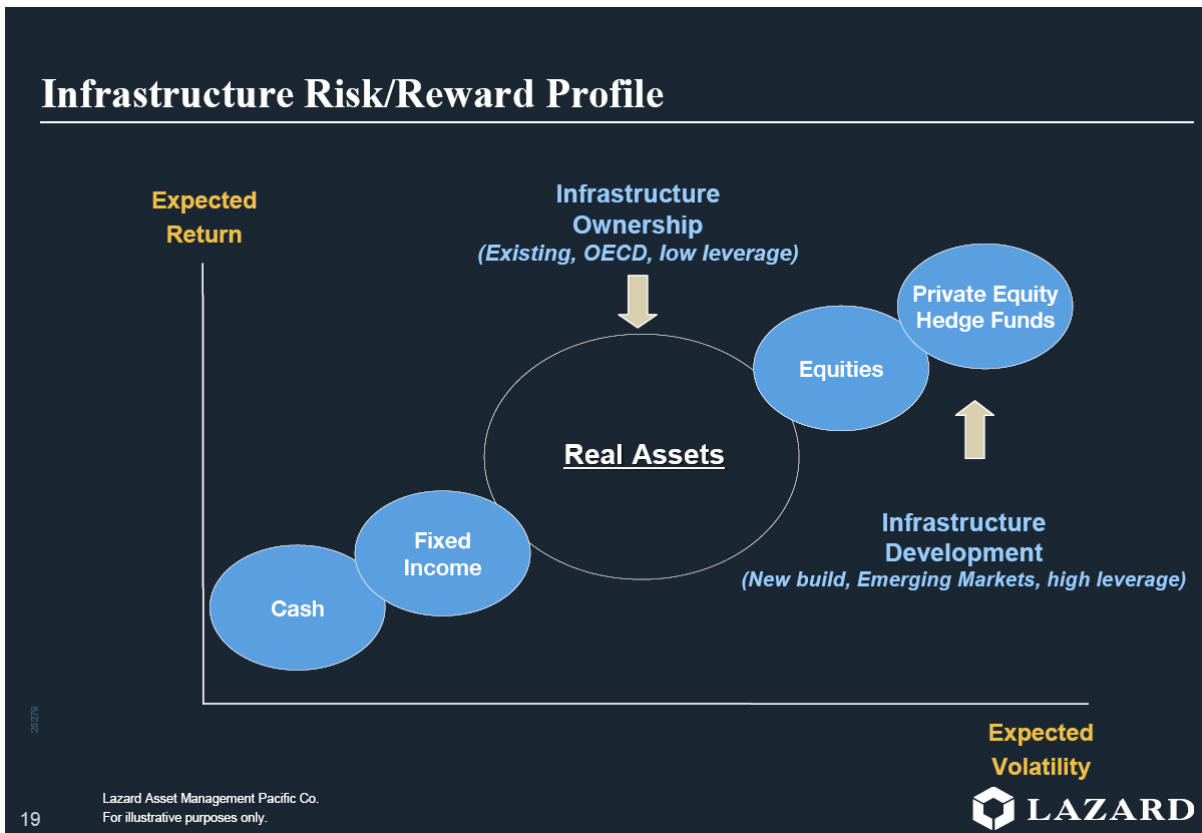 Infrastructure Risk/Reward Profile
Expected
Return
Infrastructure
Ownership
(Existing, OECD, low leverage)
Private Equity
Hedge Funds
Equities
Real Assets
Fixed
Income
Cash
Infrastructure
Development
(New build, Emerging Markets, high leverage)
Expected
Volatility
25279
Lazard Asset Management Pacific Co.
For illustrative purposes only.
19
LAZARD